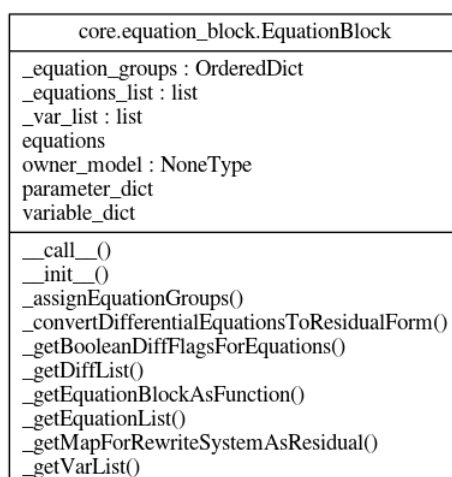 core.equation_block.EquationBlock
_equation_groups : OrderedDict
_equations_list : list
_var_list : list
equations
owner_model : NoneType
parameter_dict
variable_dict
__call__()
__init__()
_assignEquationGroups()
_convertDifferentialEquationsToResidualForm()
_getBooleanDiffFlagsForEquations()
_getDiffList()
_getEquationBlockAsFunction()
_getEquationList()
_getMapForRewriteSystemAsResidual()
_getVarList()